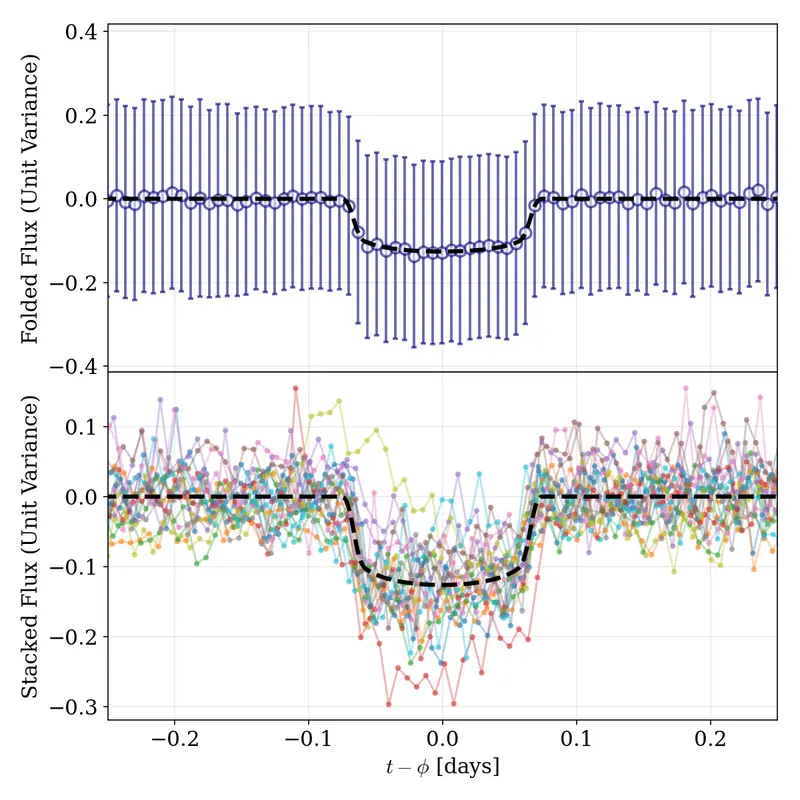 Folded Flux (Unit Variance)
0.4
0.2
0.0
−0.2
−0.4
Stacked Flux (Unit Variance)
0.1
0.0
−0.1
−0.2
−0.3
−0.2 −0.1 0.0 0.1 0.2
t − ϕ [days]